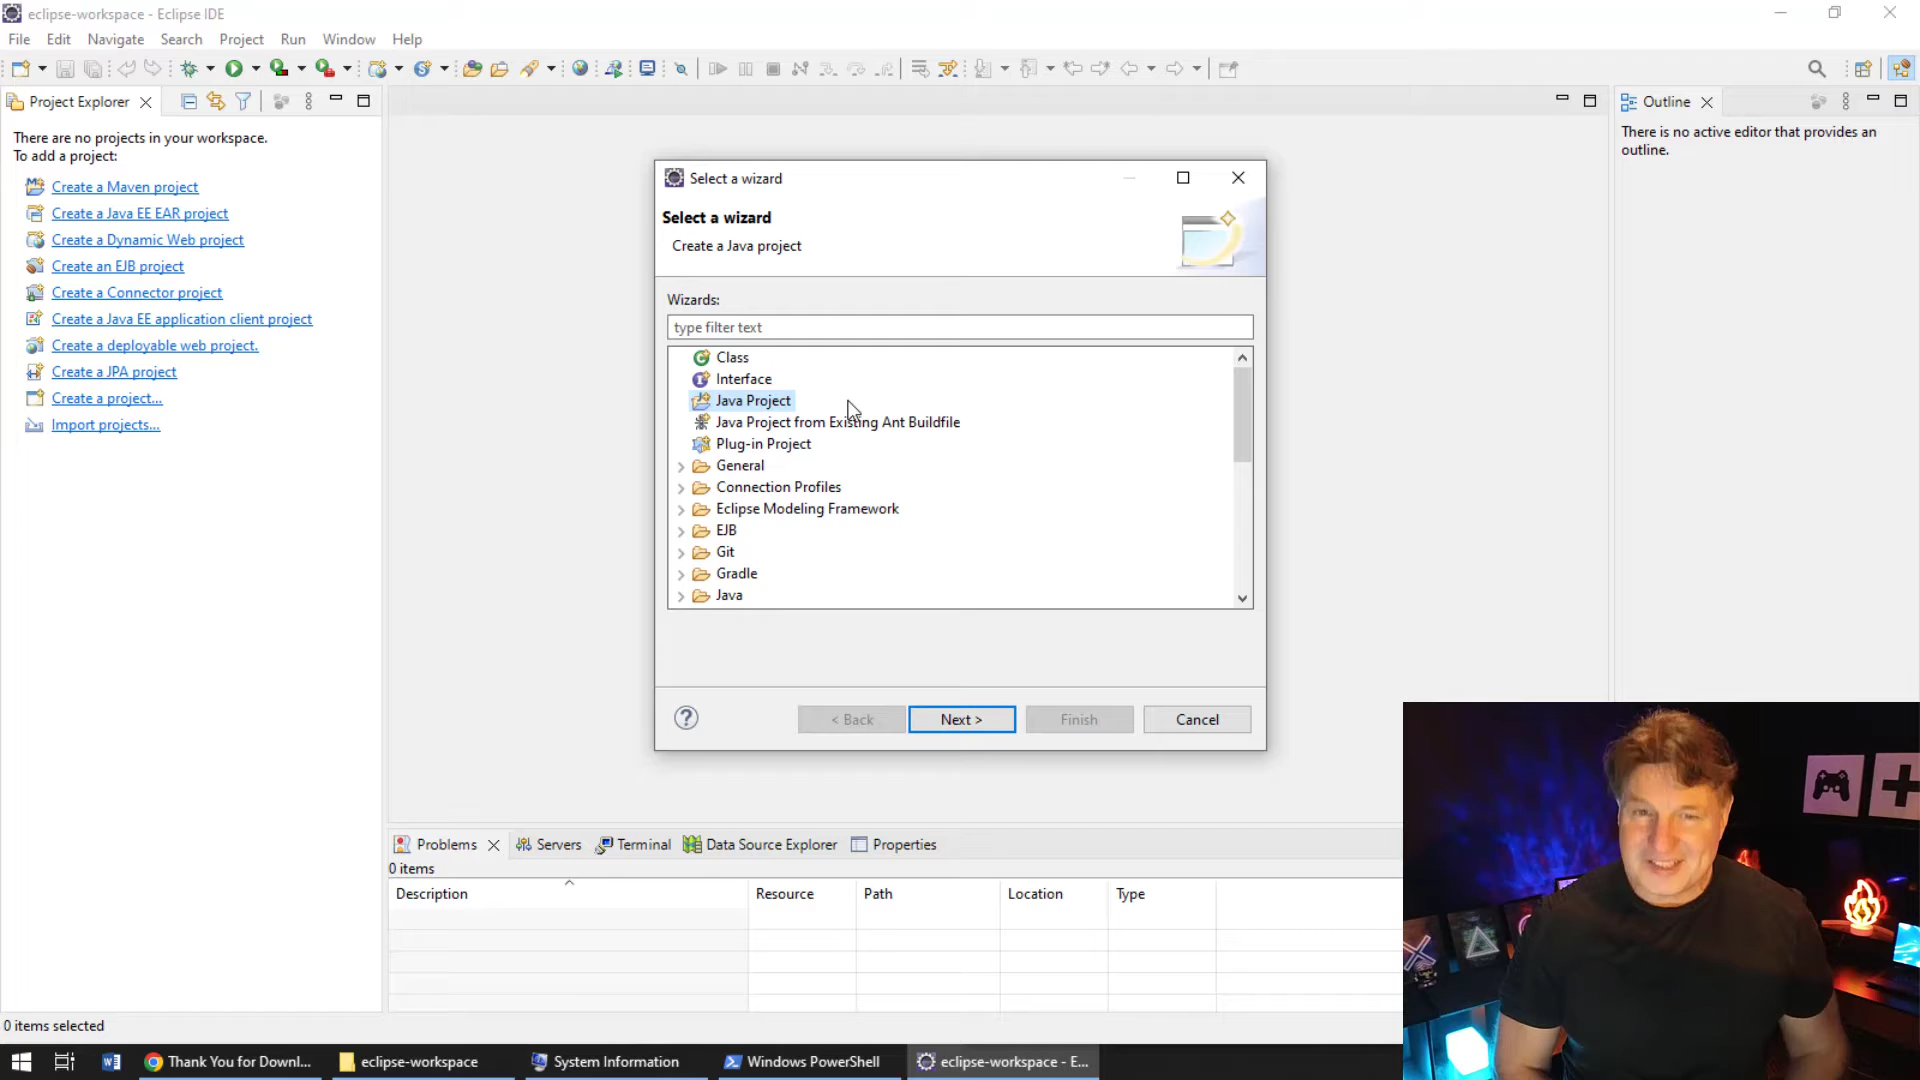 eclipse-workspace - Eclipse IDE
File Edit Navigate Search Project Run Window Help
Project Explorer
There are no projects in your workspace.
To add a project:
Create a Maven project
Create a Java EE EAR project
Create a Dynamic Web project
Create an EJB project
Create a Connector project
Create a Java EE application client project
Create a deployable web project.
Create a JPA project
Create a project...
Import projects...
Select a wizard
Select a wizard
Create a Java project
Wizards:
type filter text
Class
Interface
Java Project
Java Project from Existing Ant Buildfile
Plug-in Project
General
Connection Profiles
Eclipse Modeling Framework
EJB
Git
Gradle
Java
? < Back Next > Finish Cancel
Outline
There is no active editor that provides an
outline.
Problems Servers Terminal Data Source Explorer Properties
0 items
Description Resource Path Location Type
0 items selected
Thank You for Downl... eclipse-workspace System Information Windows PowerShell eclipse-workspace - E...